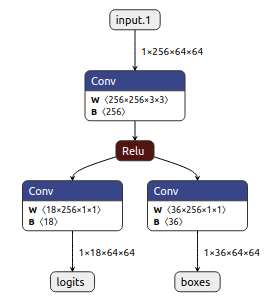 input.1
1×256×64×64
Conv
W ⟨256×256×3×3⟩
B ⟨256⟩
Relu
Conv
W ⟨18×256×1×1⟩
B ⟨18⟩
Conv
W ⟨36×256×1×1⟩
B ⟨36⟩
1×18×64×64
1×36×64×64
logits
boxes